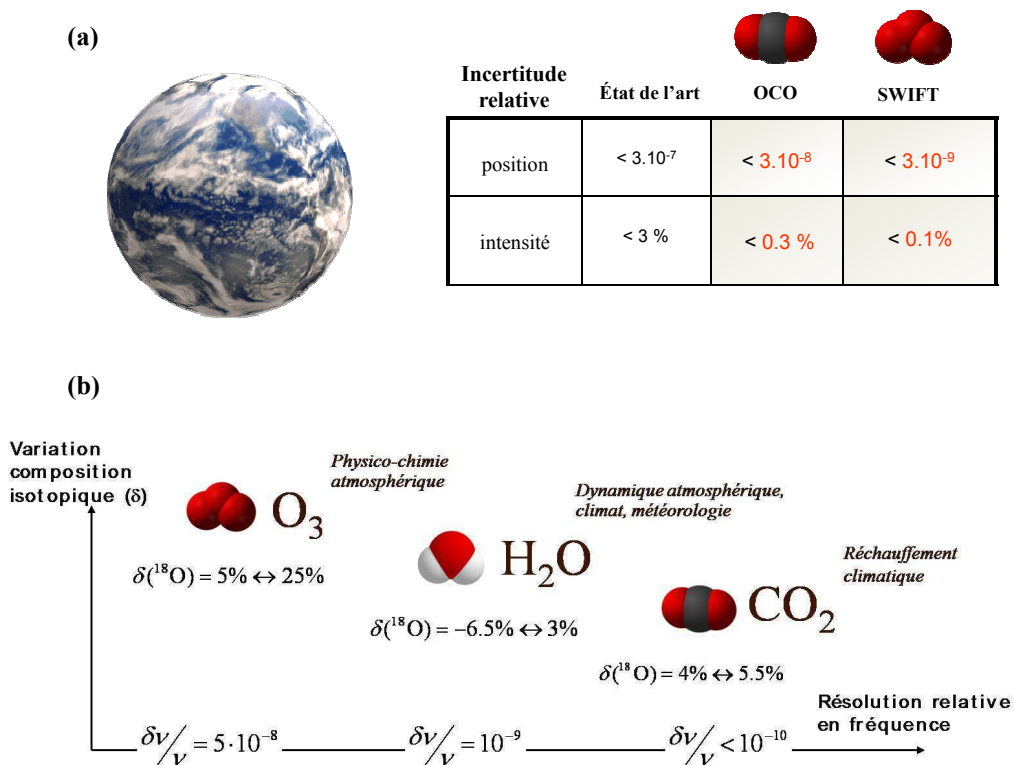 (a)
Incertitude relative
État de l'art
OCO
SWIFT
position
< 3.10⁻⁷
< 3.10⁻⁸
< 3.10⁻⁹
intensité
< 3 %
< 0.3 %
< 0.1%
(b)
Variation
composition
isotopique (δ)
Physico-chimie
atmosphérique
O₃
δ(¹⁸O) = 5% ↔ 25%
Dynamique atmosphérique,
climat, météorologie
H₂O
δ(¹⁸O) = −6.5% ↔ 3%
Réchauffement
climatique
CO₂
δ(¹⁸O) = 4% ↔ 5.5%
Résolution relative
en fréquence
δν/ν = 5·10⁻⁸
δν/ν = 10⁻⁹
δν/ν < 10⁻¹⁰